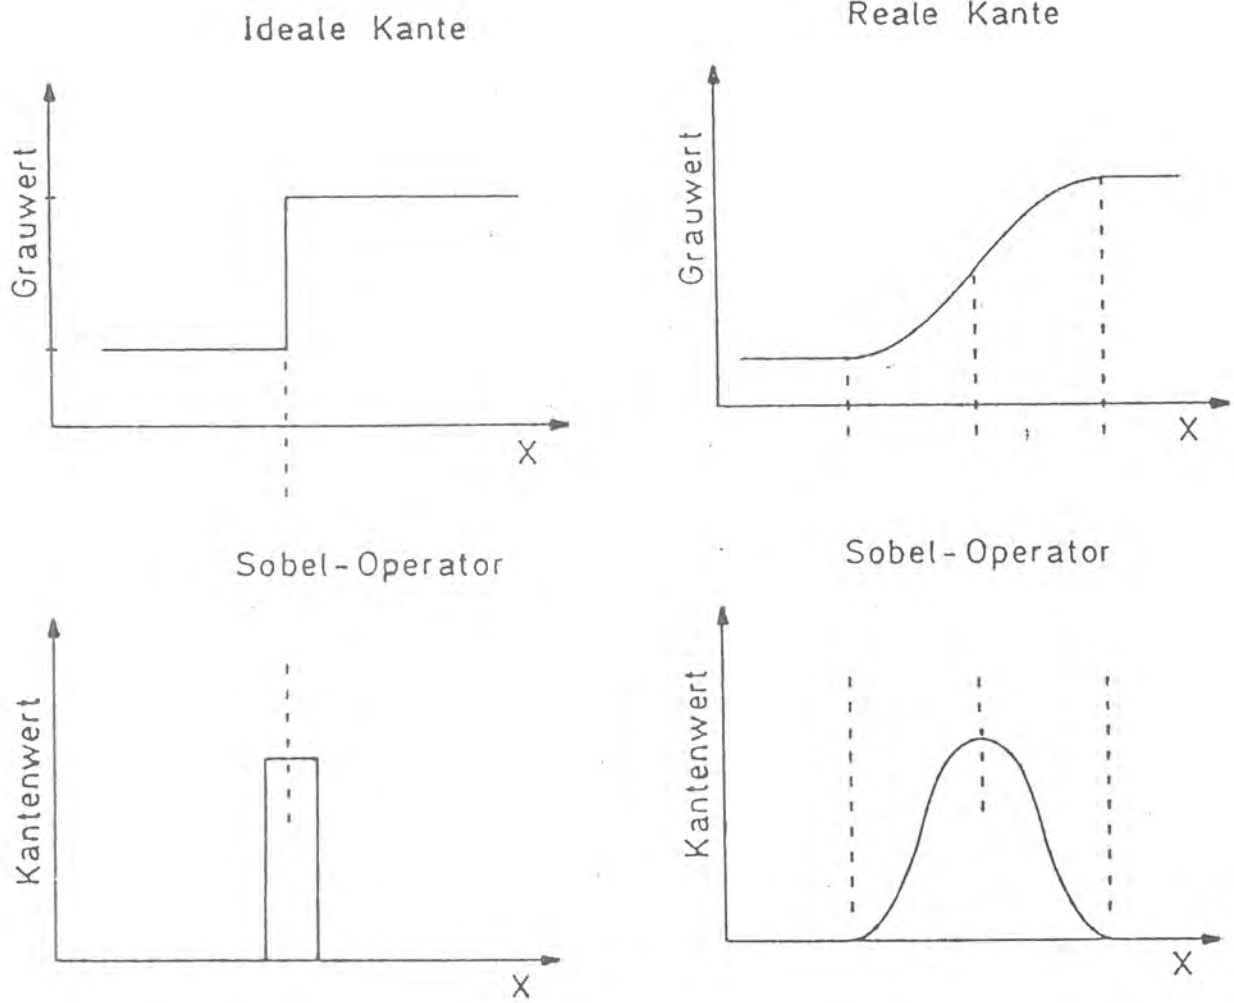 Ideale Kante
Grauwert
X
Reale Kante
Grauwert
X
Sobel-Operator
Kantenwert
X
Sobel-Operator
Kantenwert
X